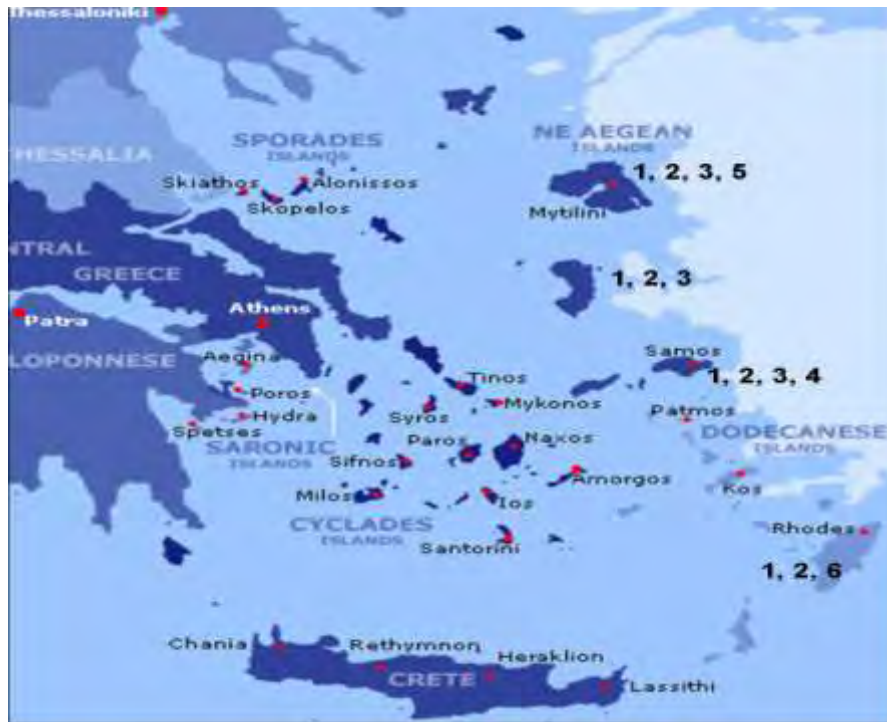 Thessaloniki
SPORADES
ISLANDS
NE AEGEAN
ISLANDS
THESSALIA
Skiathos
Alonissos
Skopelos
1, 2, 3, 5
Mytilini
NTRAL
GREECE
1, 2, 3
Patra
Athens
LOPONNESE
Aegina
Samos
1, 2, 3, 4
Tinos
Poros
Mykonos
Patmos
Hydra
Syros
Spetses
SARONIC
ISLANDS
Paros
Naxos
DODECANESE
ISLANDS
Sifnos
Amorgos
Kos
Milos
Ios
CYCLADES
ISLANDS
Santorini
Rhodes
1, 2, 6
Chania
Rethymnon
Heraklion
CRETE
Lassithi